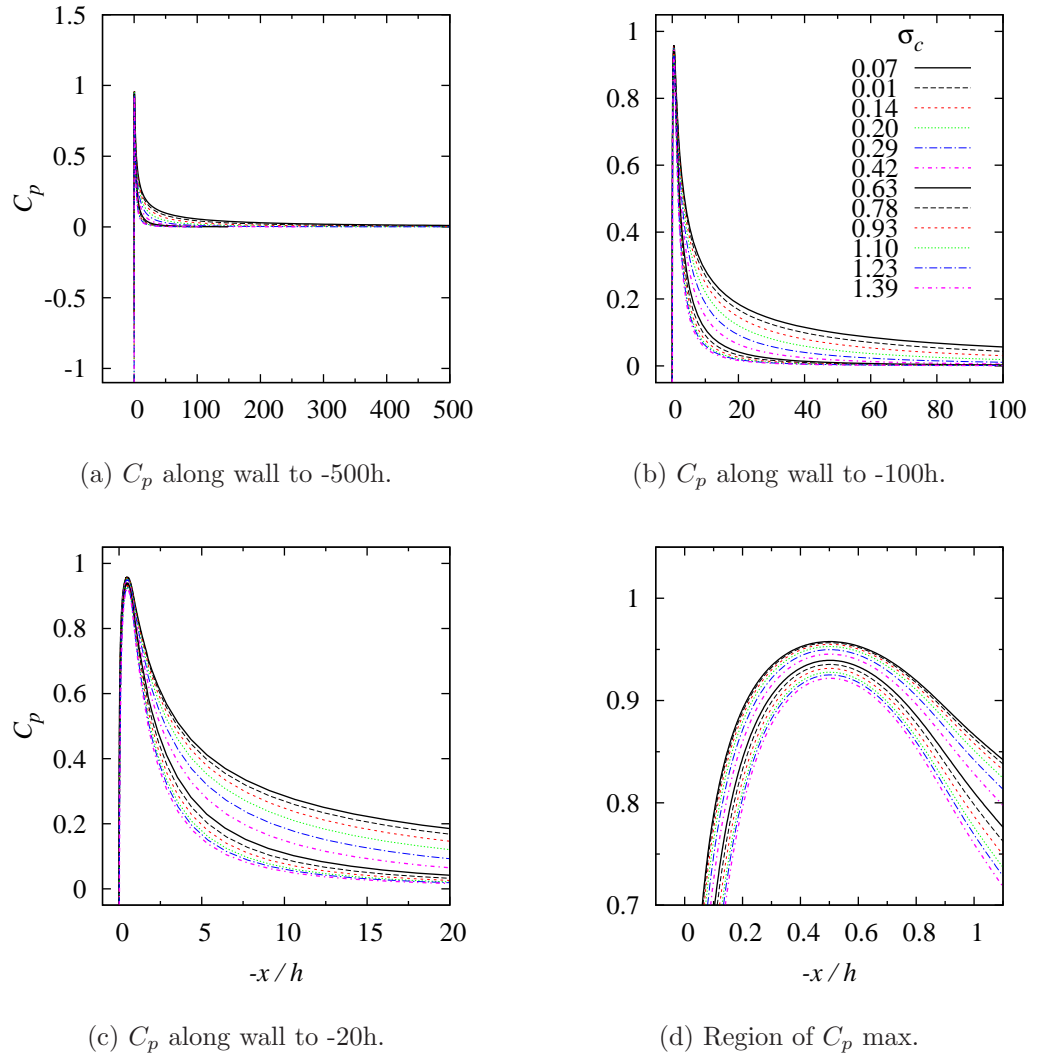 1.5
1
0.5
0
-0.5
-1
C_p
0 100 200 300 400 500
(a) C_p along wall to -500h.
1
0.8
0.6
0.4
0.2
0
0 20 40 60 80 100
σ_c
0.07
0.01
0.14
0.20
0.29
0.42
0.63
0.78
0.93
1.10
1.23
1.39
(b) C_p along wall to -100h.
1
0.8
0.6
0.4
0.2
0
C_p
0 5 10 15 20
-x / h
(c) C_p along wall to -20h.
1
0.9
0.8
0.7
0 0.2 0.4 0.6 0.8 1
-x / h
(d) Region of C_p max.